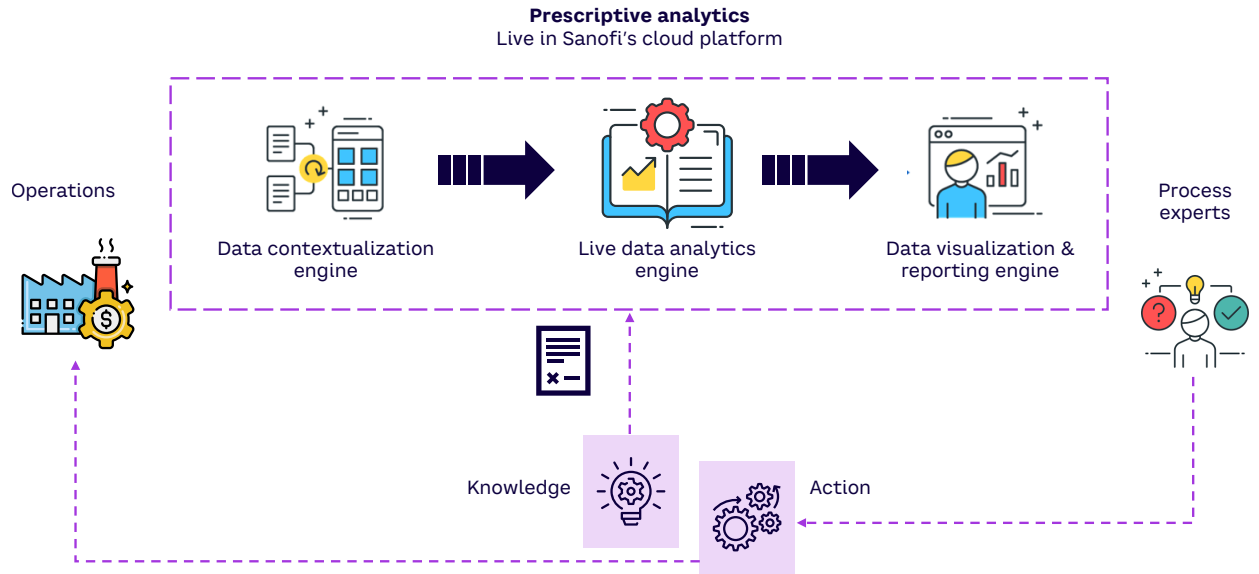 Prescriptive analytics
Live in Sanofi's cloud platform
Operations
Data contextualization
engine
Live data analytics
engine
Data visualization &
reporting engine
Process
experts
$
?
Knowledge
Action